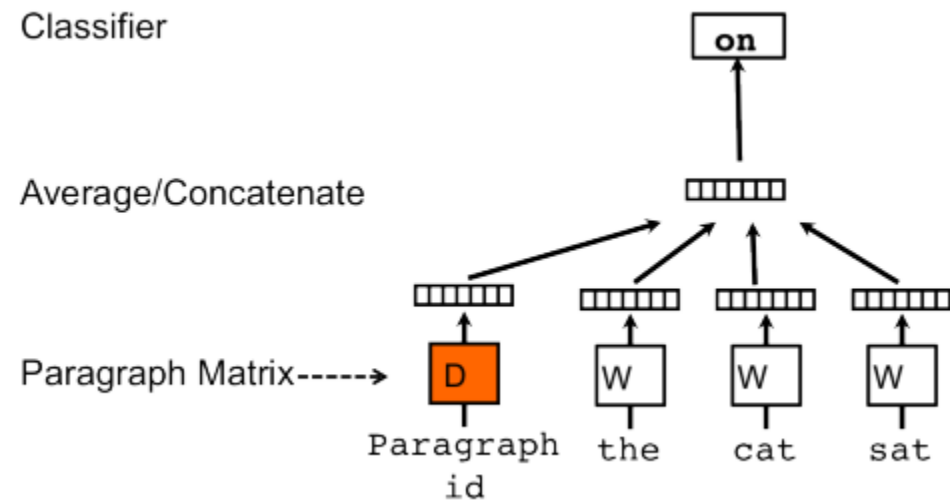 Classifier
on
Average/Concatenate
Paragraph Matrix
D
W
W
W
Paragraph
id
the
cat
sat